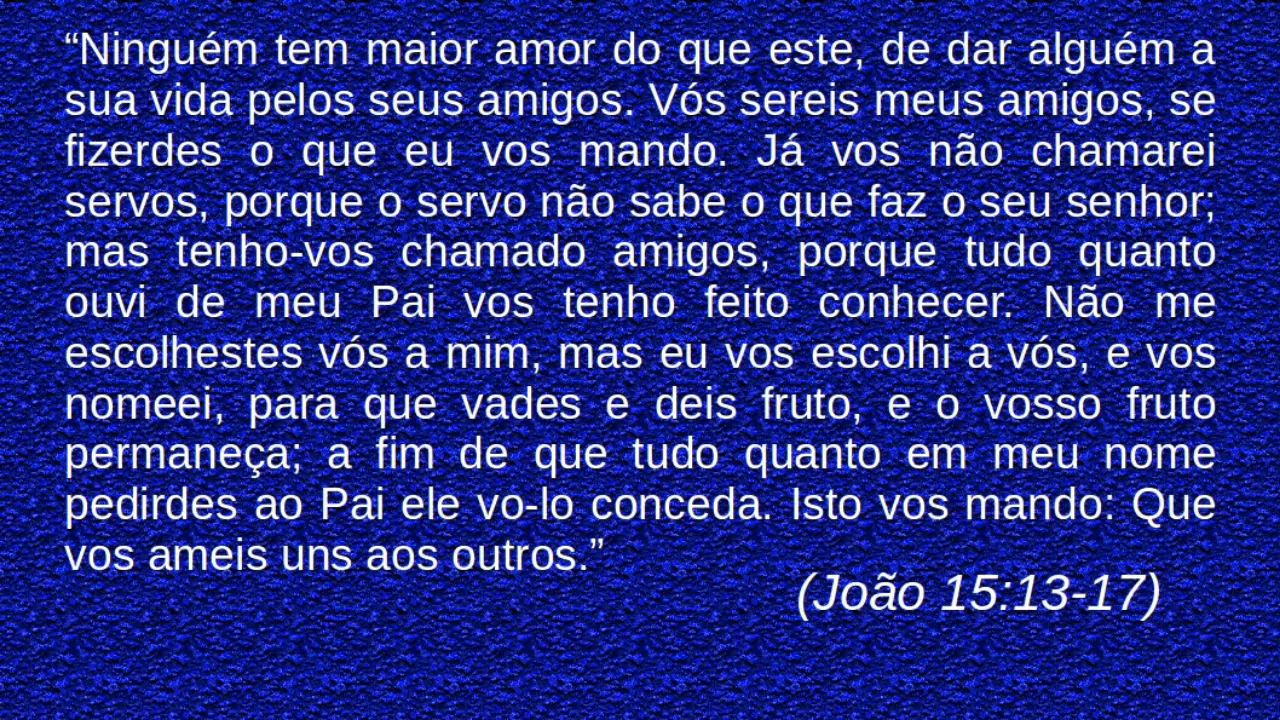 “Ninguém tem maior amor do que este, de dar alguém a
sua vida pelos seus amigos. Vós sereis meus amigos, se
fizerdes o que eu vos mando. Já vos não chamarei
servos, porque o servo não sabe o que faz o seu senhor;
mas tenho-vos chamado amigos, porque tudo quanto
ouvi de meu Pai vos tenho feito conhecer. Não me
escolhestes vós a mim, mas eu vos escolhi a vós, e vos
nomeei, para que vades e deis fruto, e o vosso fruto
permaneça; a fim de que tudo quanto em meu nome
pedirdes ao Pai ele vo-lo conceda. Isto vos mando: Que
vos ameis uns aos outros.”
(João 15:13-17)